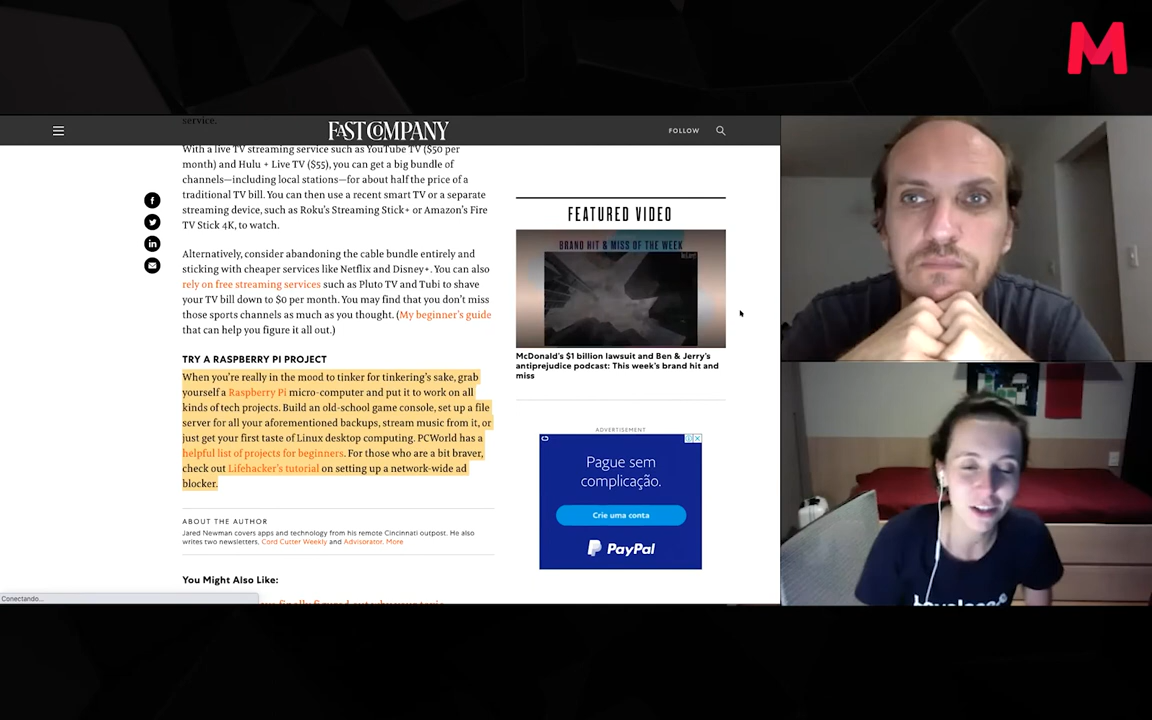 M
FAST COMPANY
FOLLOW
service.
With a live TV streaming service such as YouTube TV ($50 per
month) and Hulu + Live TV ($55), you can get a big bundle of
channels—including local stations—for about half the price of a
traditional TV bill. You can then use a recent smart TV or a separate
streaming device, such as Roku's Streaming Stick+ or Amazon's Fire
TV Stick 4K, to watch.
Alternatively, consider abandoning the cable bundle entirely and
sticking with cheaper services like Netflix and Disney+. You can also
rely on free streaming services such as Pluto TV and Tubi to shave
your TV bill down to $0 per month. You may find that you don't miss
those sports channels as much as you thought. (My beginner's guide
that can help you figure it all out.)
TRY A RASPBERRY PI PROJECT
When you're really in the mood to tinker for tinkering's sake, grab
yourself a Raspberry Pi micro-computer and put it to work on all
kinds of tech projects. Build an old-school game console, set up a file
server for all your aforementioned backups, stream music from it, or
just get your first taste of Linux desktop computing. PCWorld has a
helpful list of projects for beginners. For those who are a bit braver,
check out Lifehacker's tutorial on setting up a network-wide ad
blocker.
ABOUT THE AUTHOR
Jared Newman covers apps and technology from his remote Cincinnati outpost. He also
writes two newsletters, Cord Cutter Weekly and Advisorator. More
You Might Also Like:
Conectando...
FEATURED VIDEO
BRAND HIT & MISS OF THE WEEK
McDonald's $1 billion lawsuit and Ben & Jerry's
antiprejudice podcast: This week's brand hit and
miss
ADVERTISEMENT
Pague sem
complicação.
Crie uma conta
PayPal